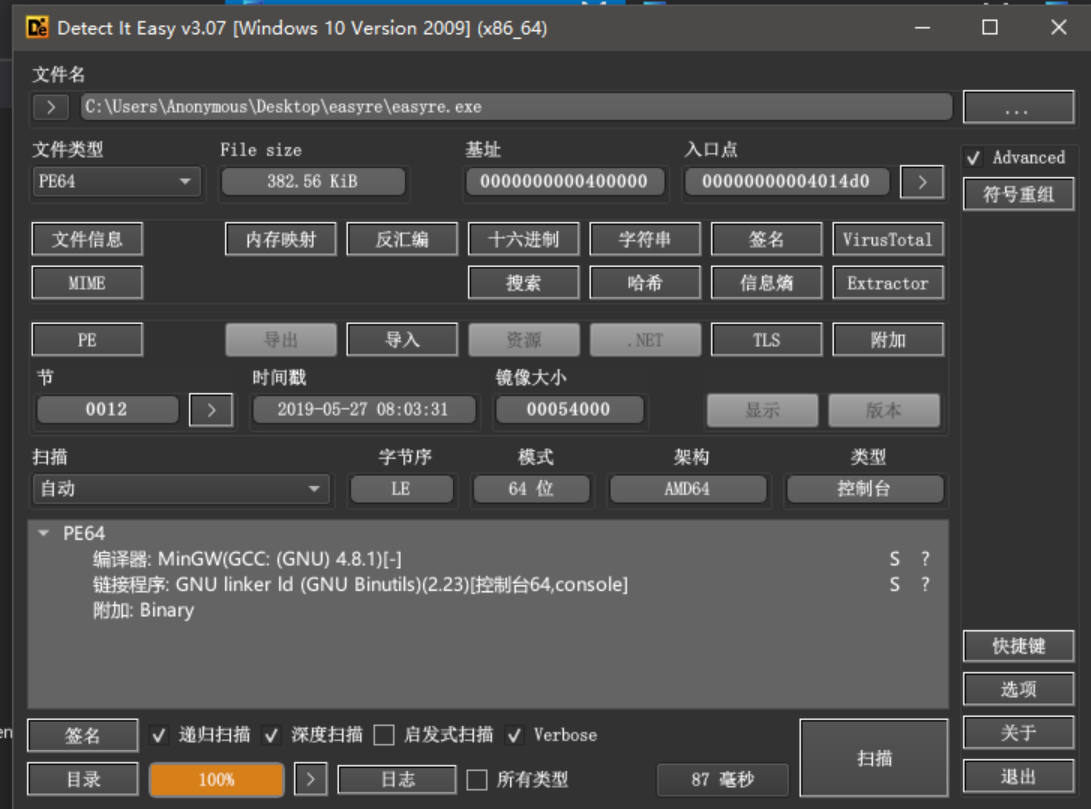 Detect It Easy v3.07 [Windows 10 Version 2009] (x86_64)
文件名
> C:\Users\Anonymous\Desktop\easyre\easyre.exe ...
文件类型 File size 基址 入口点 Advanced
PE64 382.56 KiB 0000000000400000 00000000004014d0 > 符号重组
文件信息 内存映射 反汇编 十六进制 字符串 签名 VirusTotal
MIME 搜索 哈希 信息熵 Extractor
PE 导出 导入 资源 .NET TLS 附加
节 时间戳 镜像大小
0012 > 2019-05-27 08:03:31 00054000 显示 版本
扫描 字节序 模式 架构 类型
自动 LE 64 位 AMD64 控制台
PE64
编译器: MinGW(GCC: (GNU) 4.8.1)[-] S ?
链接程序: GNU linker ld (GNU Binutils)(2.23)[控制台64,console] S ?
附加: Binary
快捷键
选项
签名 递归扫描 深度扫描 启发式扫描 Verbose 扫描 关于
目录 100% > 日志 所有类型 87 毫秒 退出